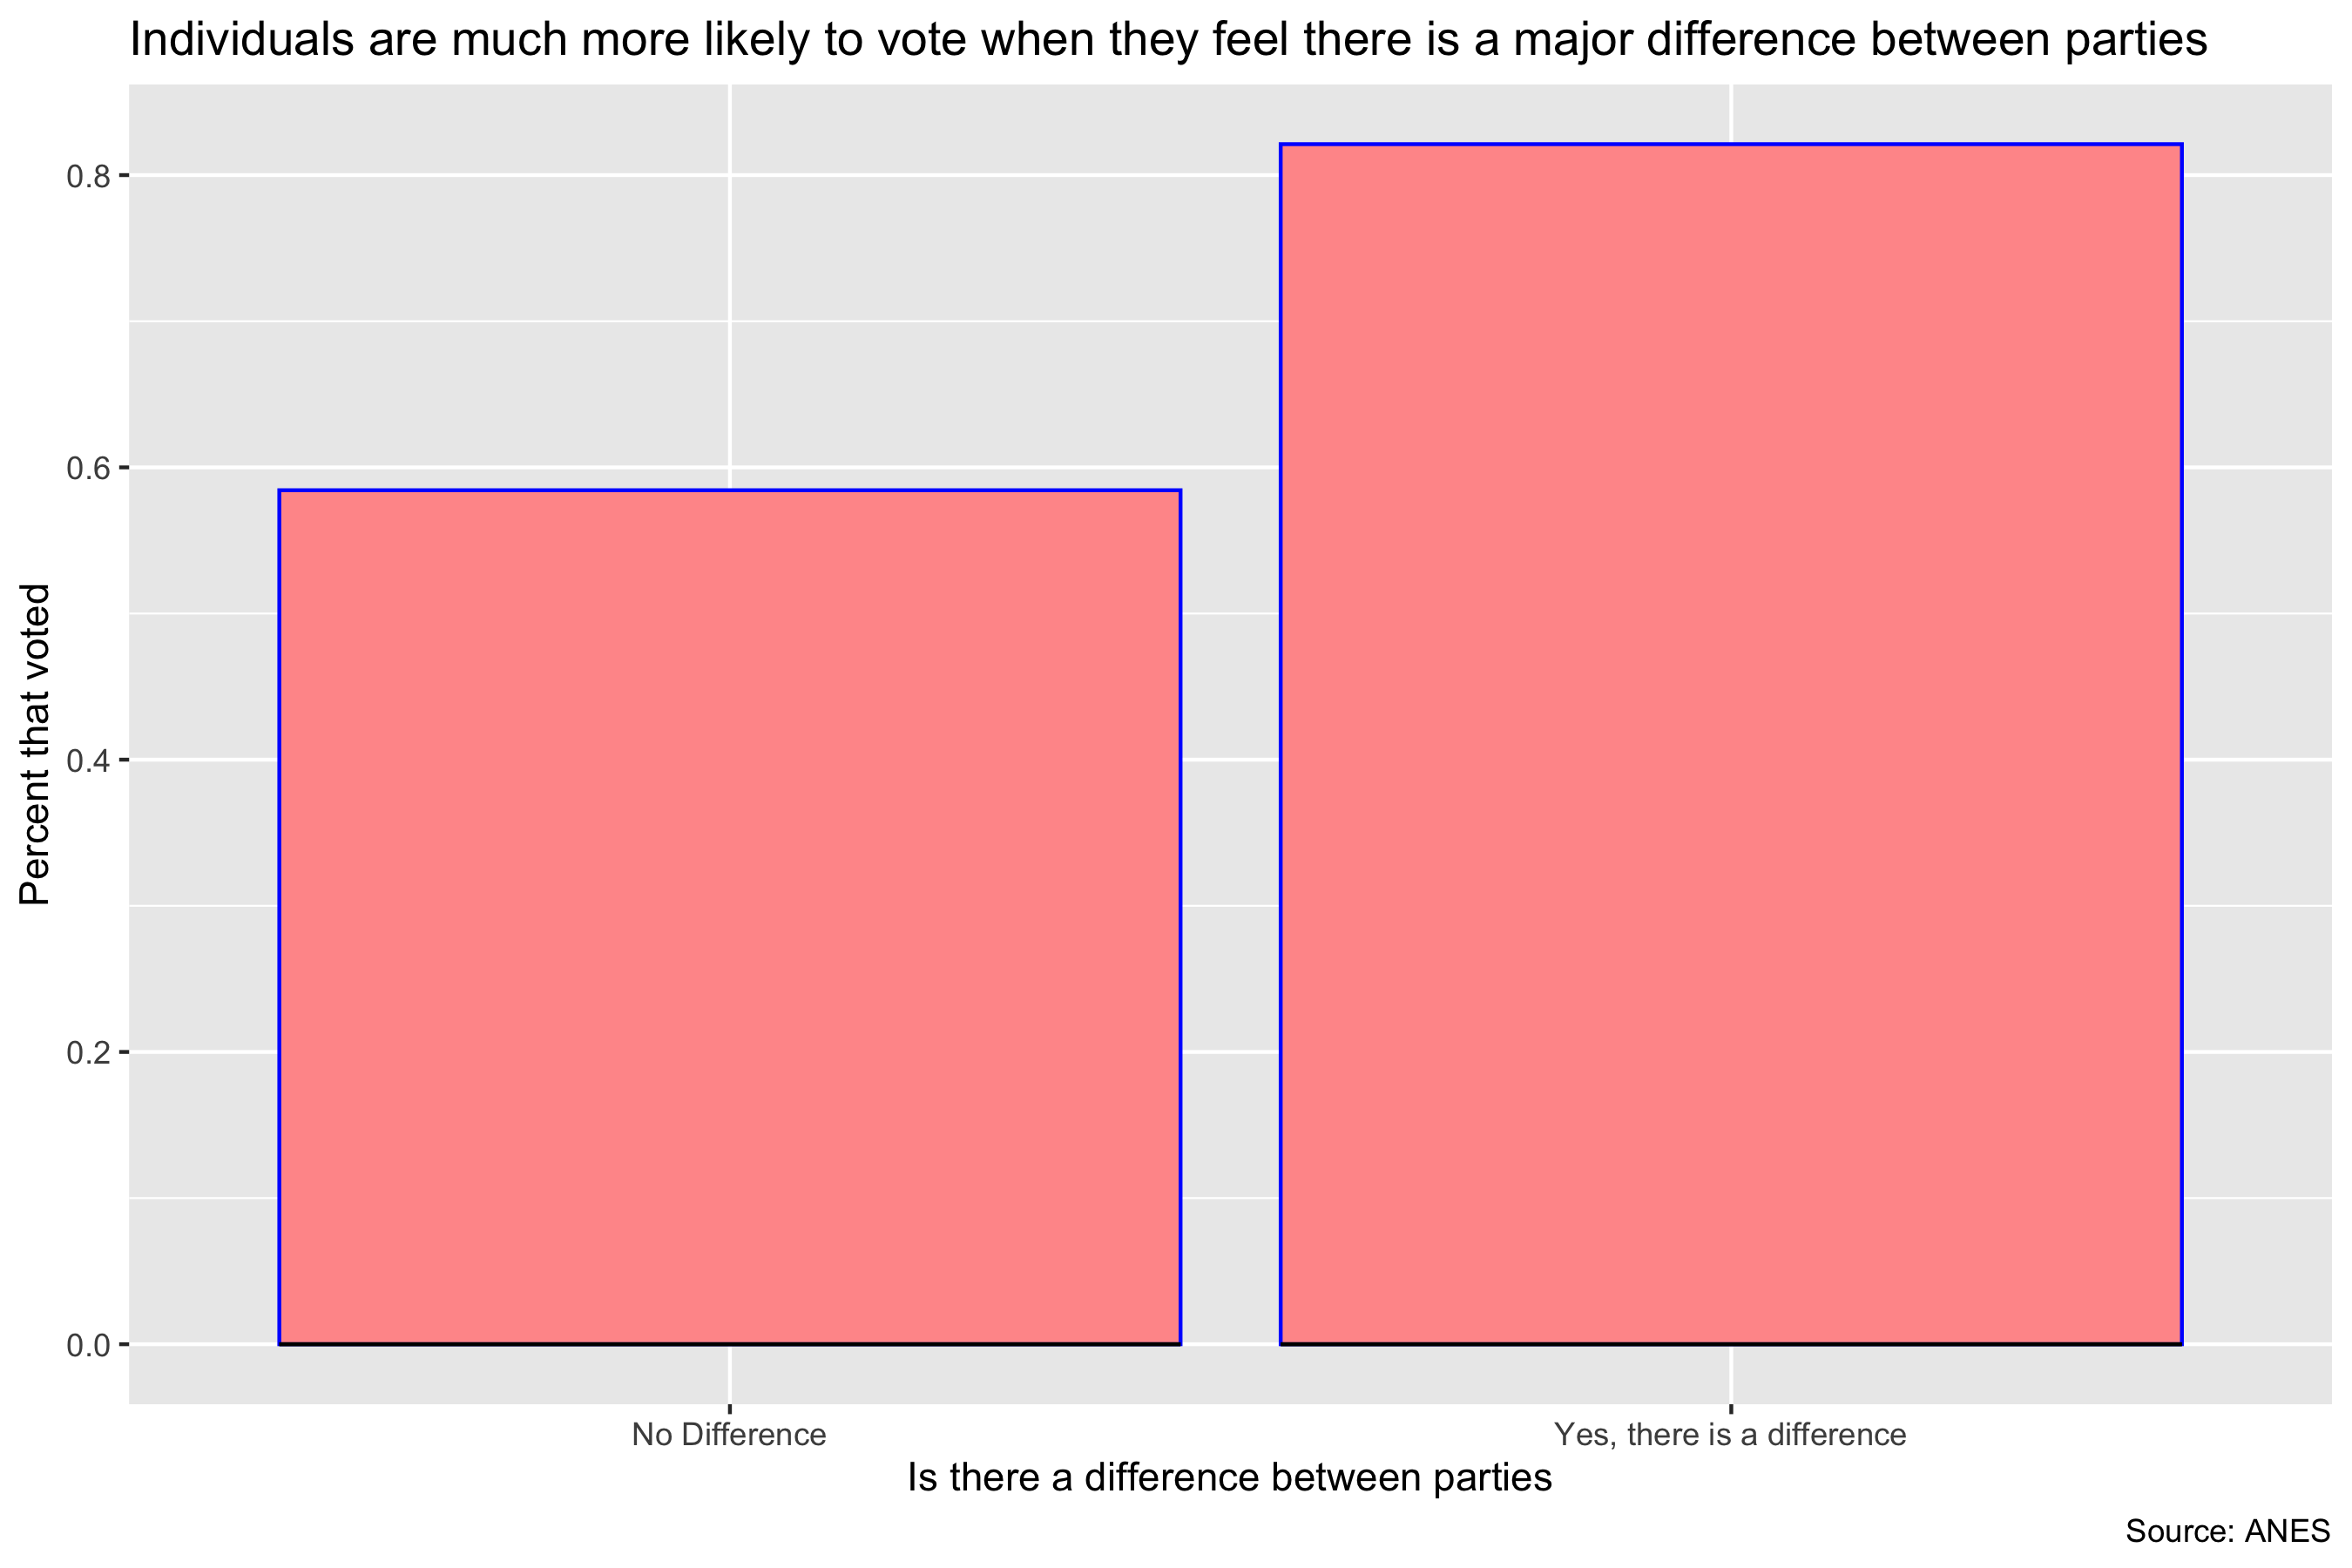 Individuals are much more likely to vote when they feel there is a major difference between parties
Percent that voted
0.8
0.6
0.4
0.2
0.0
No Difference
Yes, there is a difference
Is there a difference between parties
Source: ANES